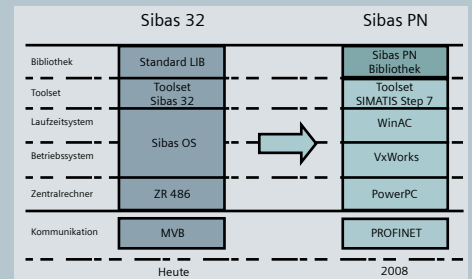 Sibas 32 Sibas PN
Bibliothek Standard LIB Sibas PN
Bibliothek
Toolset Toolset
Sibas 32 Toolset
SIMATIS Step 7
Laufzeitsystem WinAC
Sibas OS
Betriebssystem VxWorks
Zentralrechner ZR 486 PowerPC
Kommunikation MVB PROFINET
Heute 2008